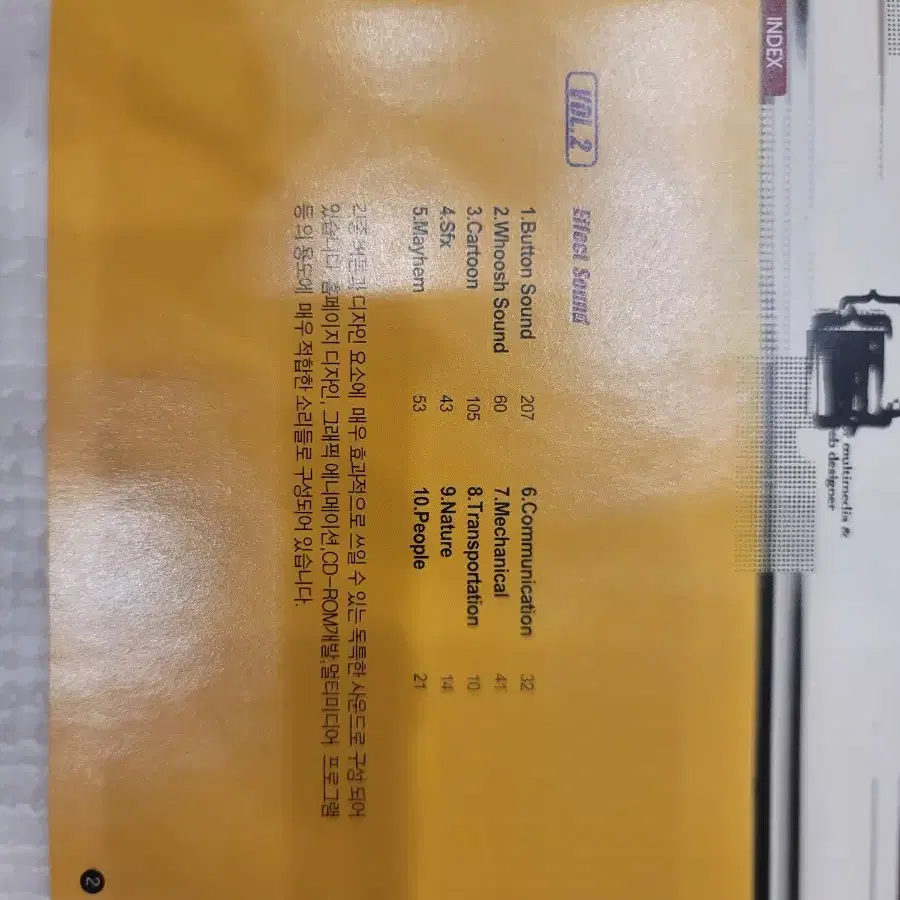 INDEX
multimedia &
designer
VOL.2
Effect Sound
1.Button Sound 207 6.Communication 32
2.Whoosh Sound 60 7.Mechanical 41
3.Cartoon 105 8.Transportation 10
4.Sfx 43 9.Nature 14
5.Mayhem 53 10.People 21
각종 버튼과 디자인 요소에 매우 효과적으로 쓰일 수 있는 독특한 사운드로 구성 되어
있습니다. 홈페이지 디자인, 그래픽 에니메이션,CD-ROM개발,멀티미디어 프로그램
등의 용도에 매우 적합한 소리들로 구성되어 있습니다.
2